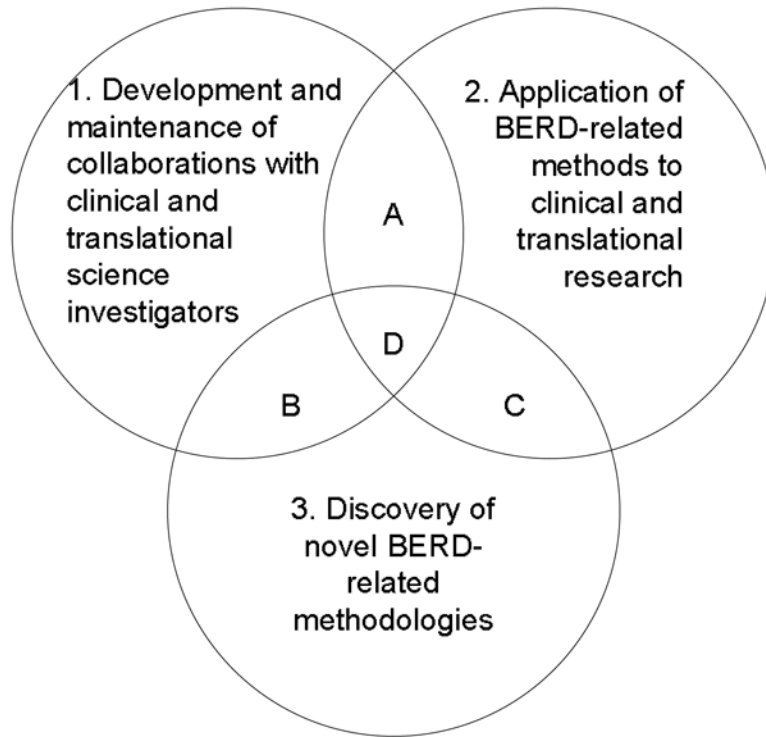 1. Development and
maintenance of
collaborations with
clinical and
translational
science
investigators
2. Application of
BERD-related
methods to
clinical and
translational
research
A
D
B
C
3. Discovery of
novel BERD-
related
methodologies